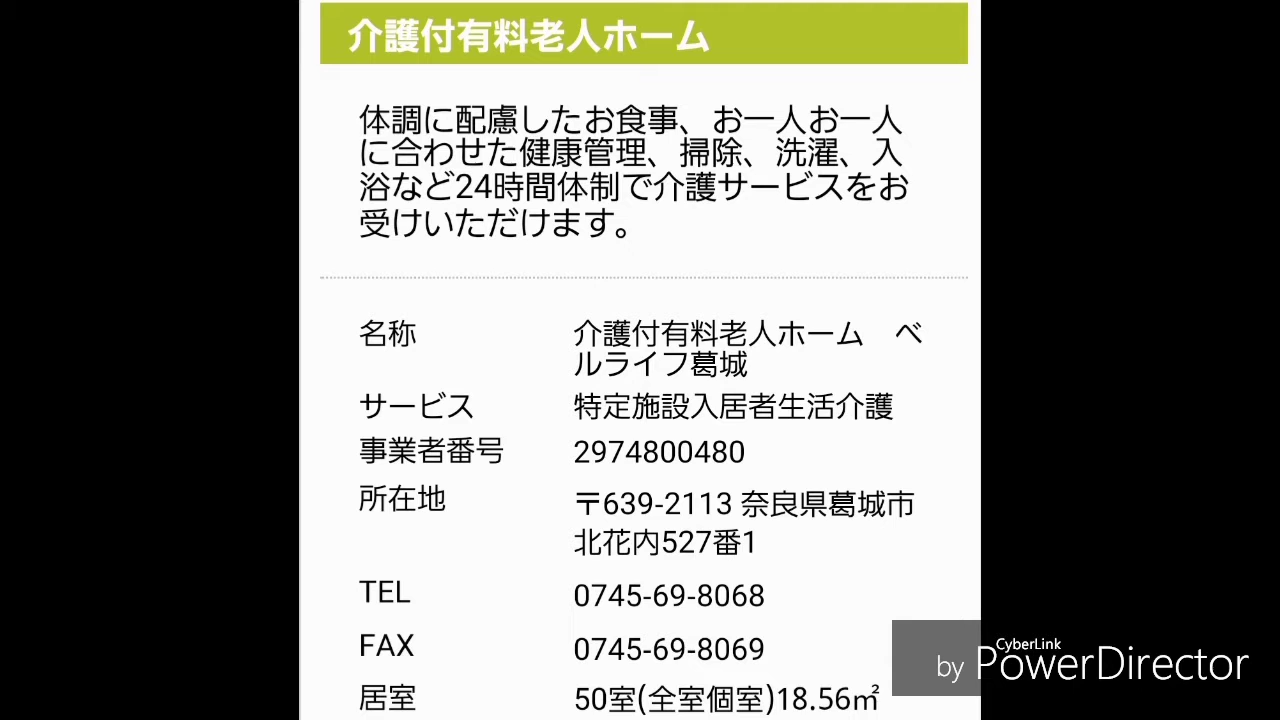 介護付有料老人ホーム
体調に配慮したお食事、お一人お一人
に合わせた健康管理、掃除、洗濯、入
浴など24時間体制で介護サービスをお
受けいただけます。
名称 介護付有料老人ホーム　ベ
ルライフ葛城
サービス 特定施設入居者生活介護
事業者番号 2974800480
所在地 〒639-2113 奈良県葛城市
北花内527番1
TEL 0745-69-8068
FAX 0745-69-8069
居室 50室(全室個室)18.56㎡
by CyberLink PowerDirector